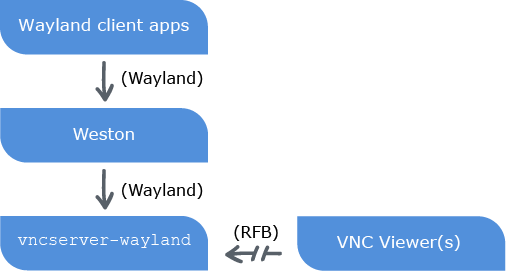 Wayland client apps
(Wayland)
Weston
(Wayland)
vncserver-wayland
(RFB)
VNC Viewer(s)